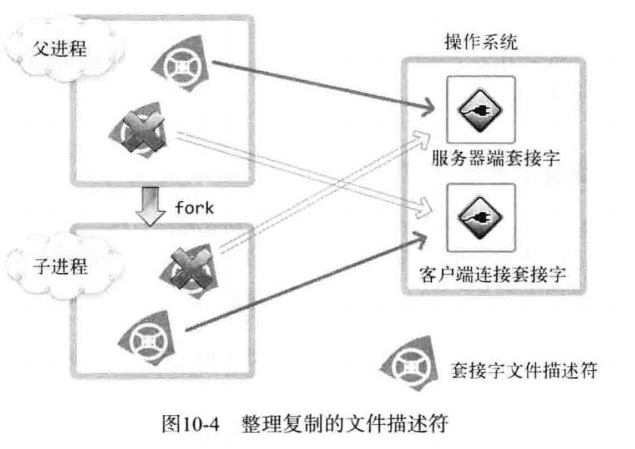 父进程
操作系统
服务器端套接字
fork
子进程
客户端连接套接字
套接字文件描述符
图10-4 整理复制的文件描述符